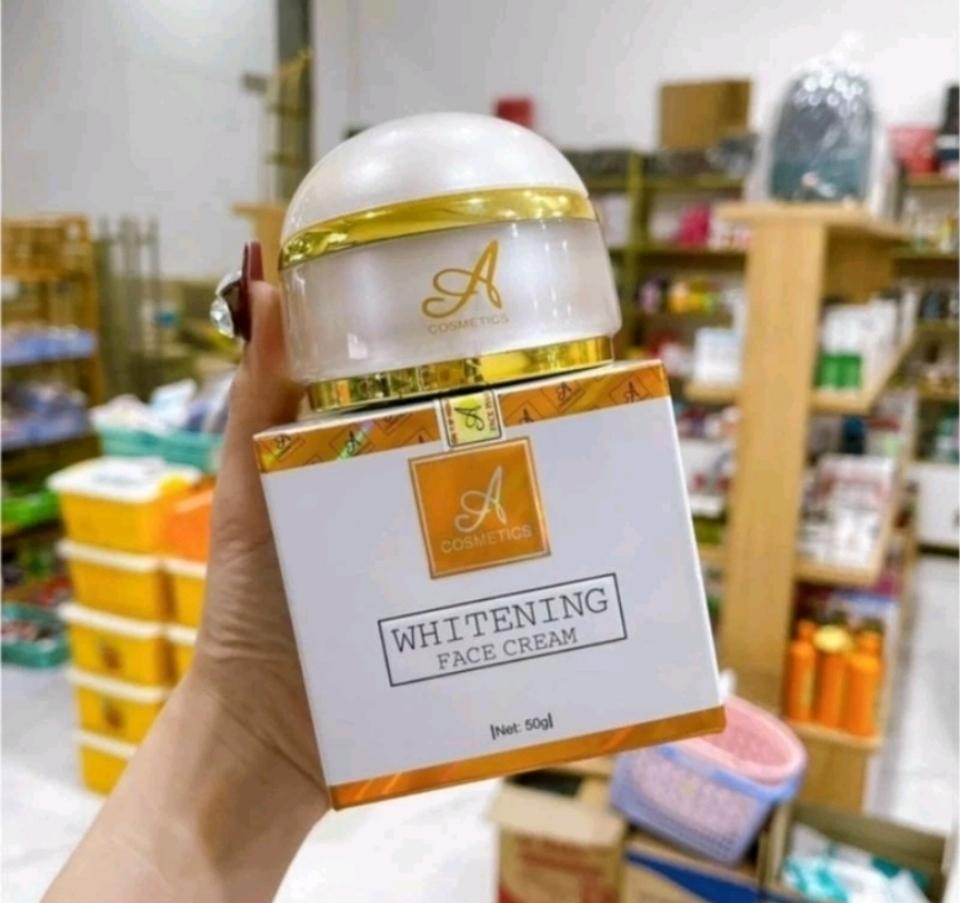 A
COSMETICS
A
COSMETICS
WHITENING
FACE CREAM
|Net: 50g|